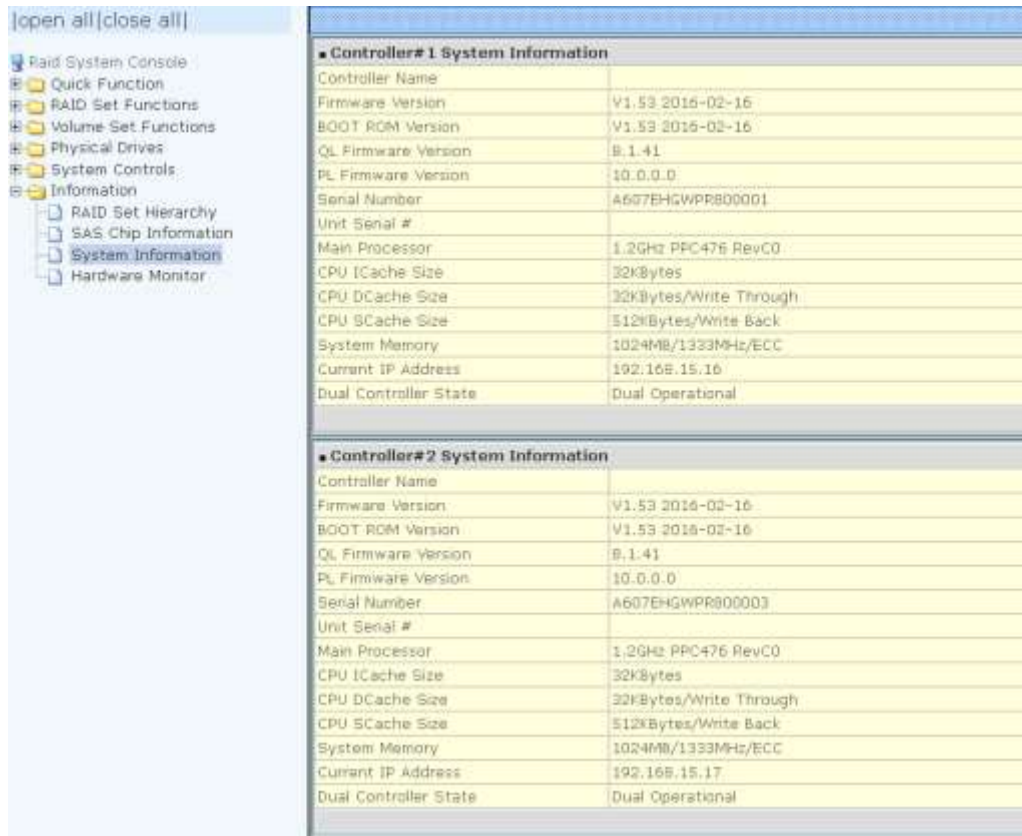 |open all|close all|
Raid System Console
Quick Function
RAID Set Functions
Volume Set Functions
Physical Drives
System Controls
Information
RAID Set Hierarchy
SAS Chip Information
System Information
Hardware Monitor
Controller#1 System Information
Controller Name
Firmware Version V1.53 2016-02-16
BOOT ROM Version V1.53 2016-02-16
QL Firmware Version 8.1.41
PL Firmware Version 10.0.0.0
Serial Number A607EHGWPR800001
Unit Serial #
Main Processor 1.2GHz PPC476 RevC0
CPU ICache Size 32KBytes
CPU DCache Size 32KBytes/Write Through
CPU SCache Size 512KBytes/Write Back
System Memory 1024MB/1333MHz/ECC
Current IP Address 192.168.15.16
Dual Controller State Dual Operational
Controller#2 System Information
Controller Name
Firmware Version V1.53 2016-02-16
BOOT ROM Version V1.53 2016-02-16
QL Firmware Version 8.1.41
PL Firmware Version 10.0.0.0
Serial Number A607EHGWPR800003
Unit Serial #
Main Processor 1.2GHz PPC476 RevC0
CPU ICache Size 32KBytes
CPU DCache Size 32KBytes/Write Through
CPU SCache Size 512KBytes/Write Back
System Memory 1024MB/1333MHz/ECC
Current IP Address 192.168.15.17
Dual Controller State Dual Operational